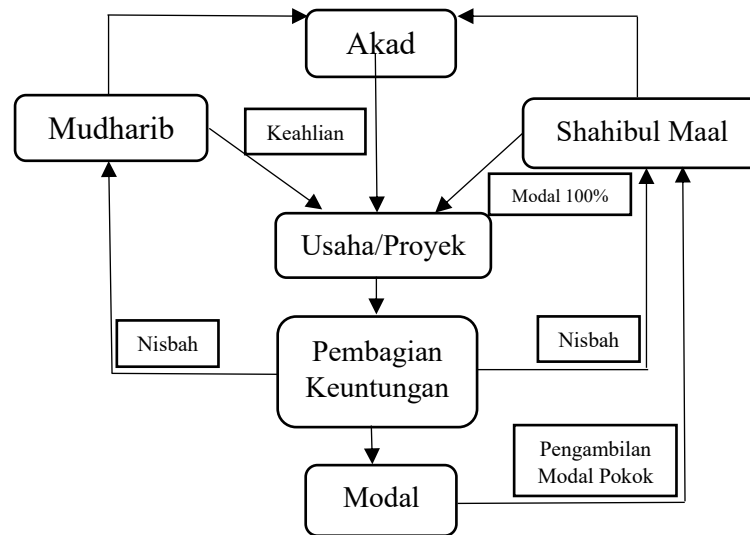 Akad
Mudharib
Keahlian
Shahibul Maal
Modal 100%
Usaha/Proyek
Nisbah
Pembagian
Keuntungan
Nisbah
Pengambilan
Modal Pokok
Modal